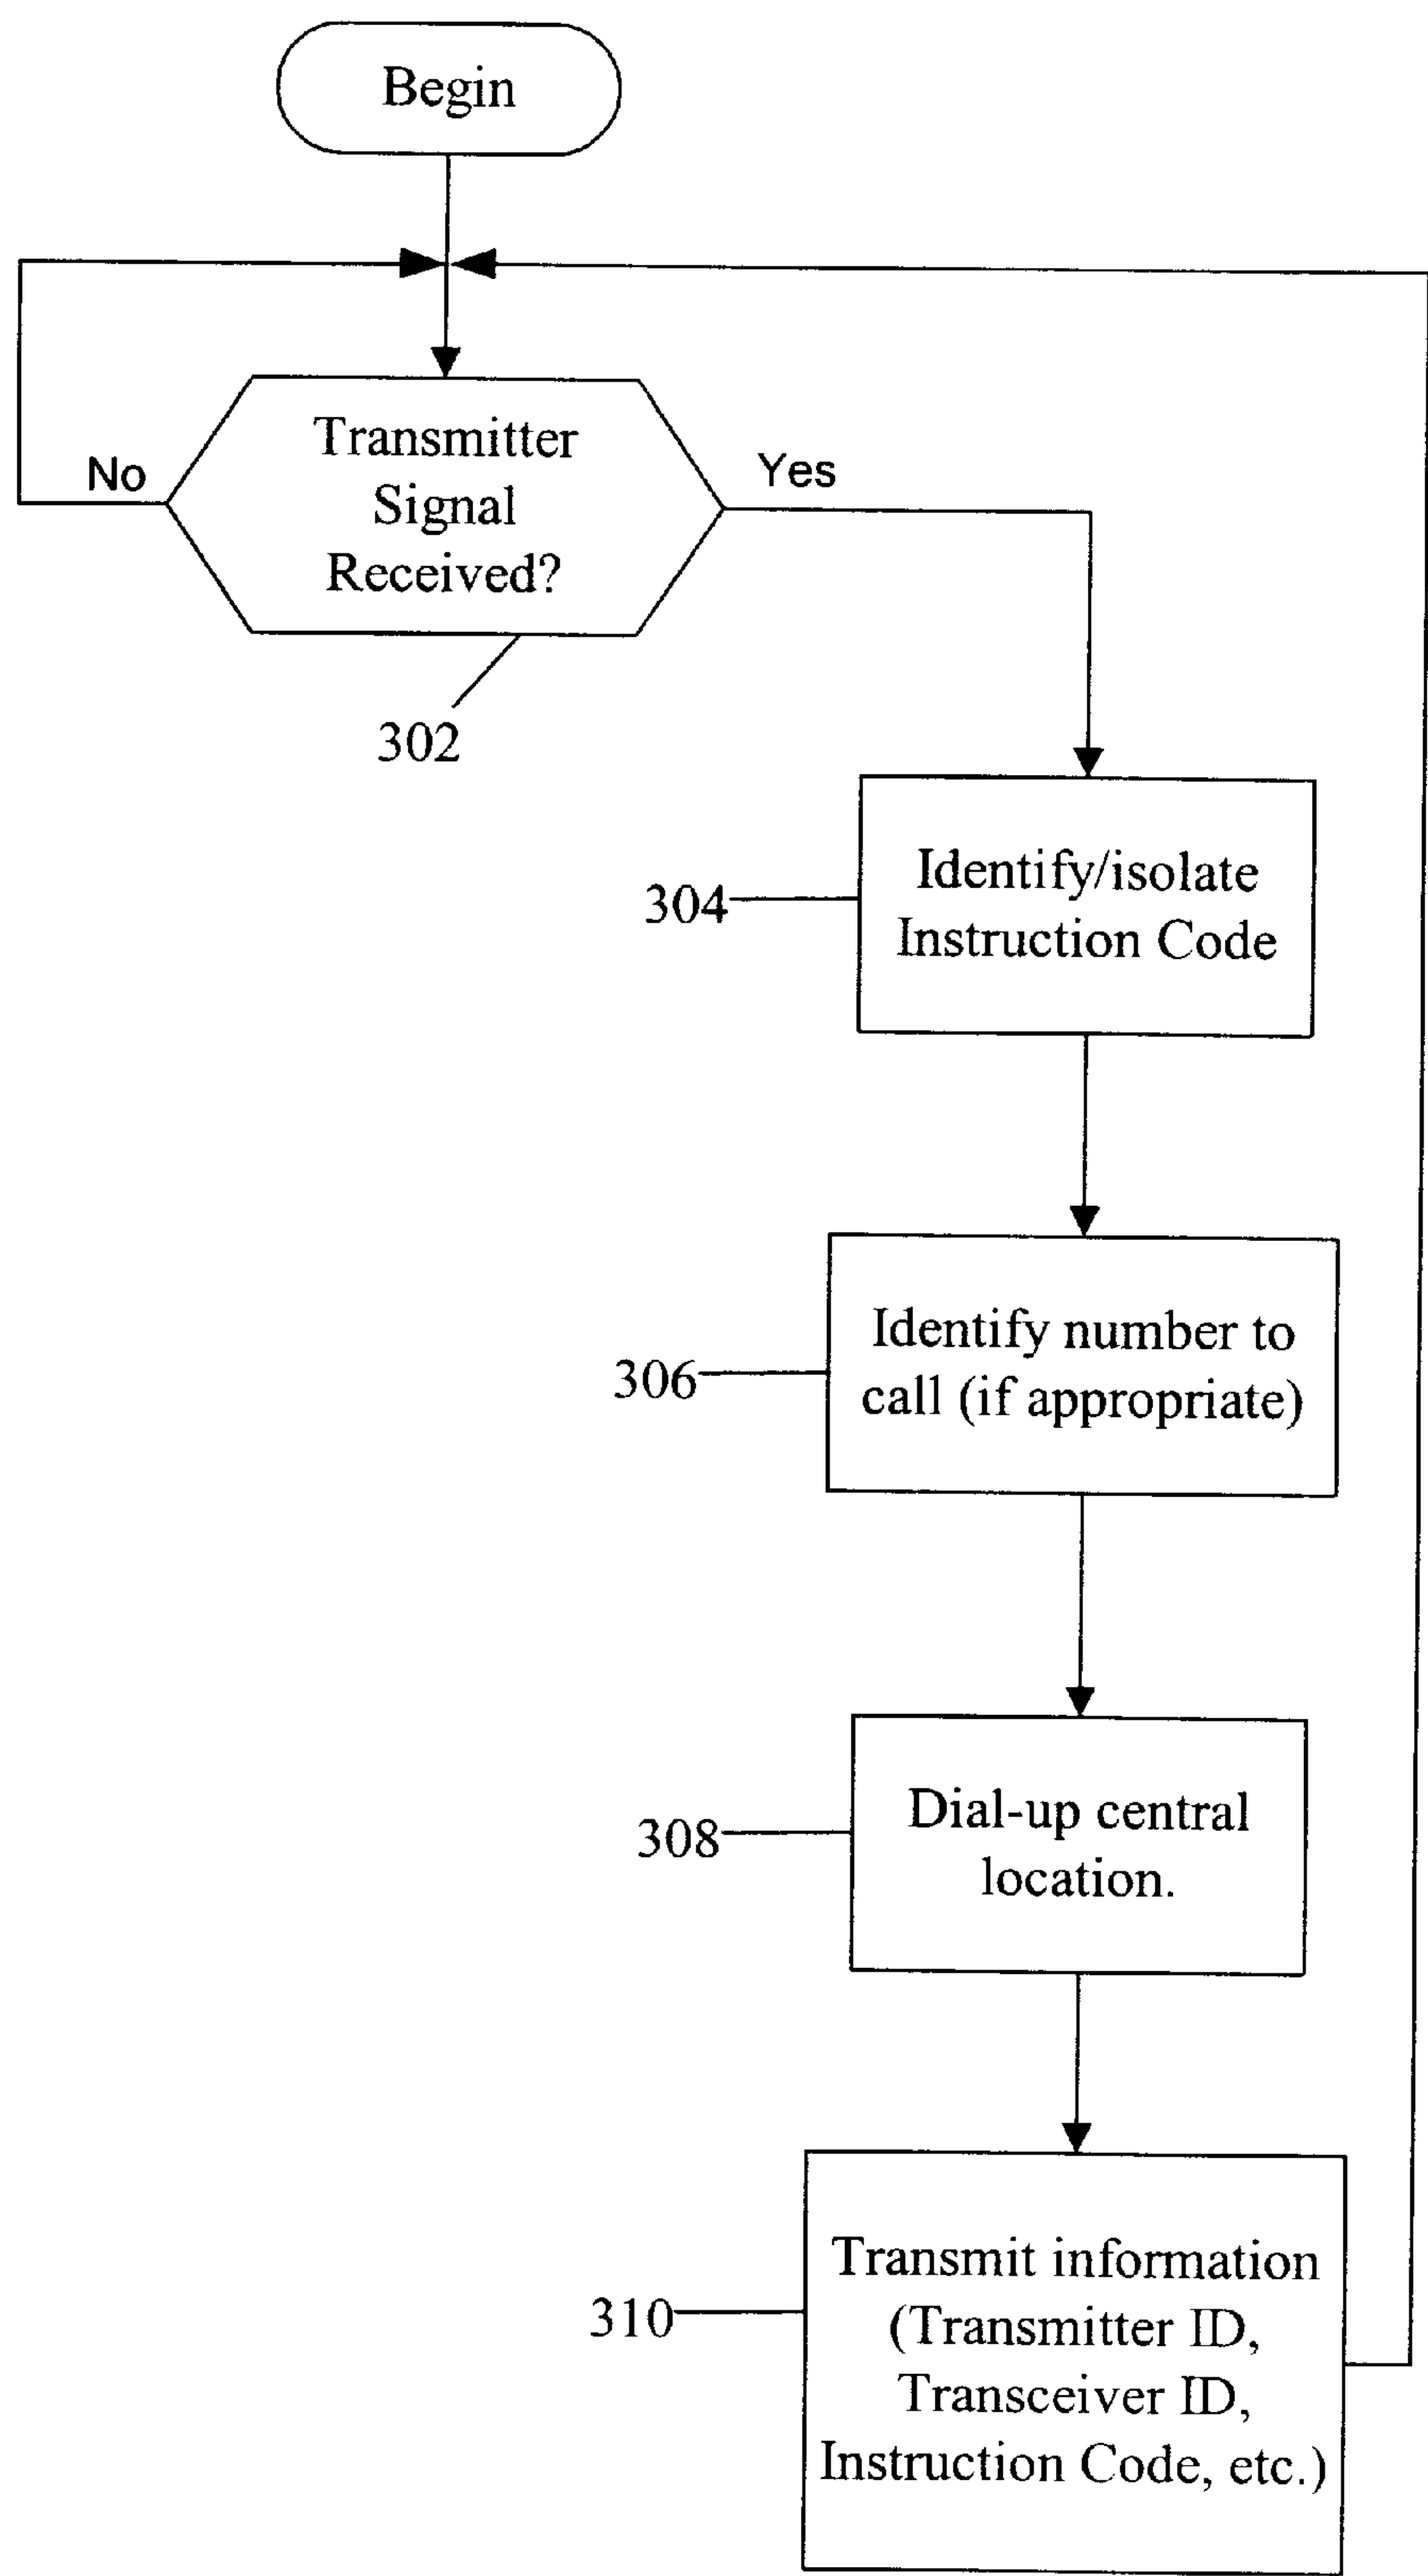 Begin
Transmitter
Signal
Received?
No
Yes
302
Identify/isolate
Instruction Code
304
Identify number to
call (if appropriate)
306
Dial-up central
location.
308
Transmit information
(Transmitter ID,
Transceiver ID,
Instruction Code, etc.)
310